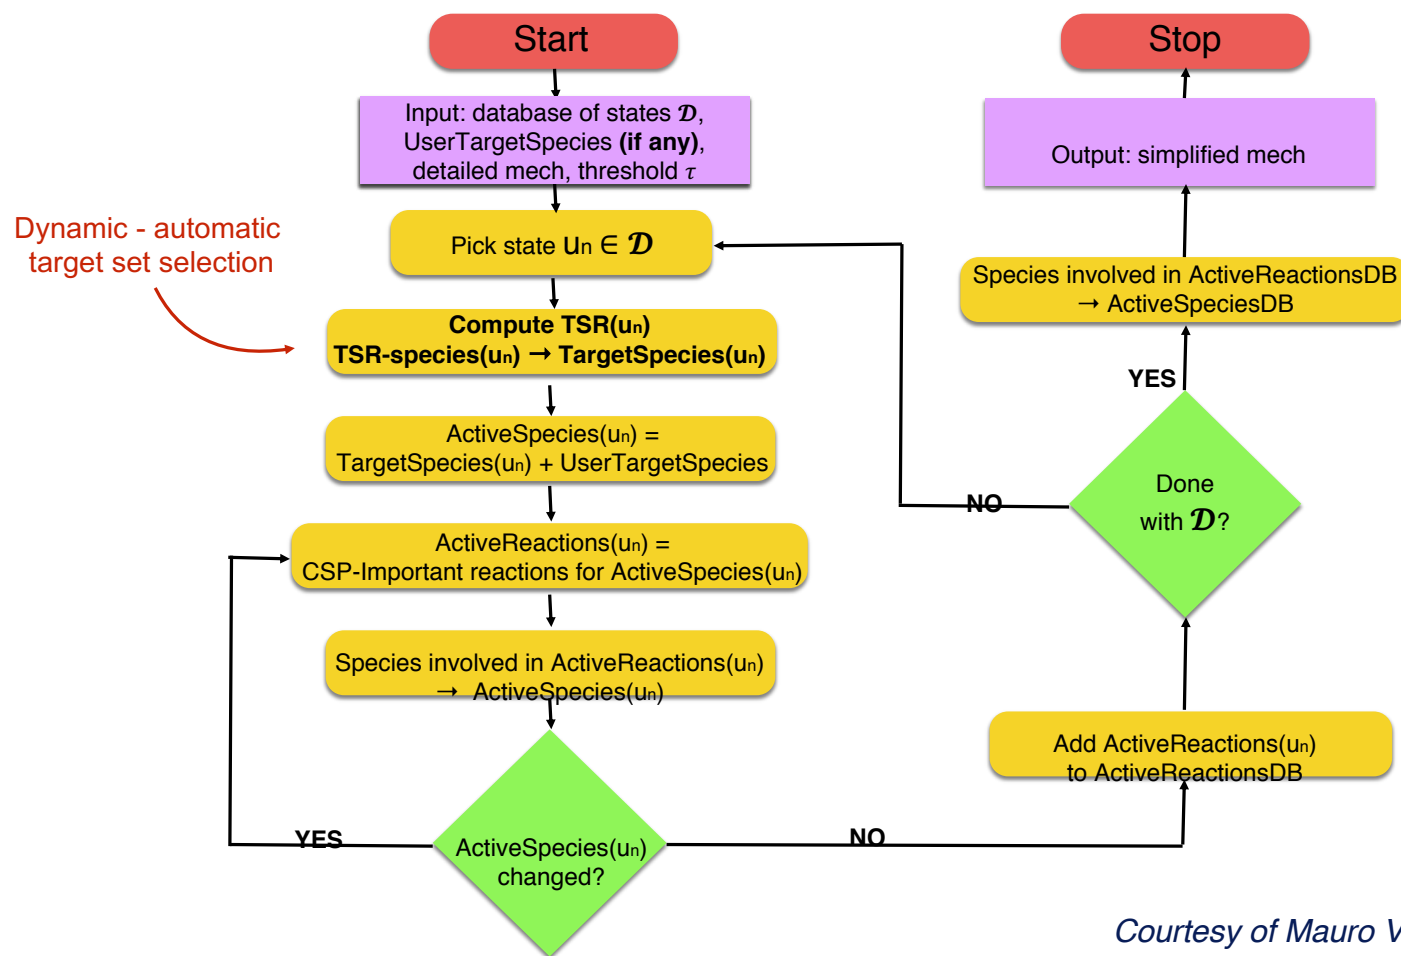 Start
Input: database of states 𝓓,
UserTargetSpecies (if any),
detailed mech, threshold τ
Pick state un ∈ 𝓓
Dynamic - automatic
target set selection
Compute TSR(un)
TSR-species(un) → TargetSpecies(un)
ActiveSpecies(un) =
TargetSpecies(un) + UserTargetSpecies
ActiveReactions(un) =
CSP-Important reactions for ActiveSpecies(un)
Species involved in ActiveReactions(un)
→ ActiveSpecies(un)
ActiveSpecies(un)
changed?
YES
NO
Add ActiveReactions(un)
to ActiveReactionsDB
Done
with 𝓓?
NO
YES
Species involved in ActiveReactionsDB
→ ActiveSpeciesDB
Output: simplified mech
Stop
Courtesy of Mauro V